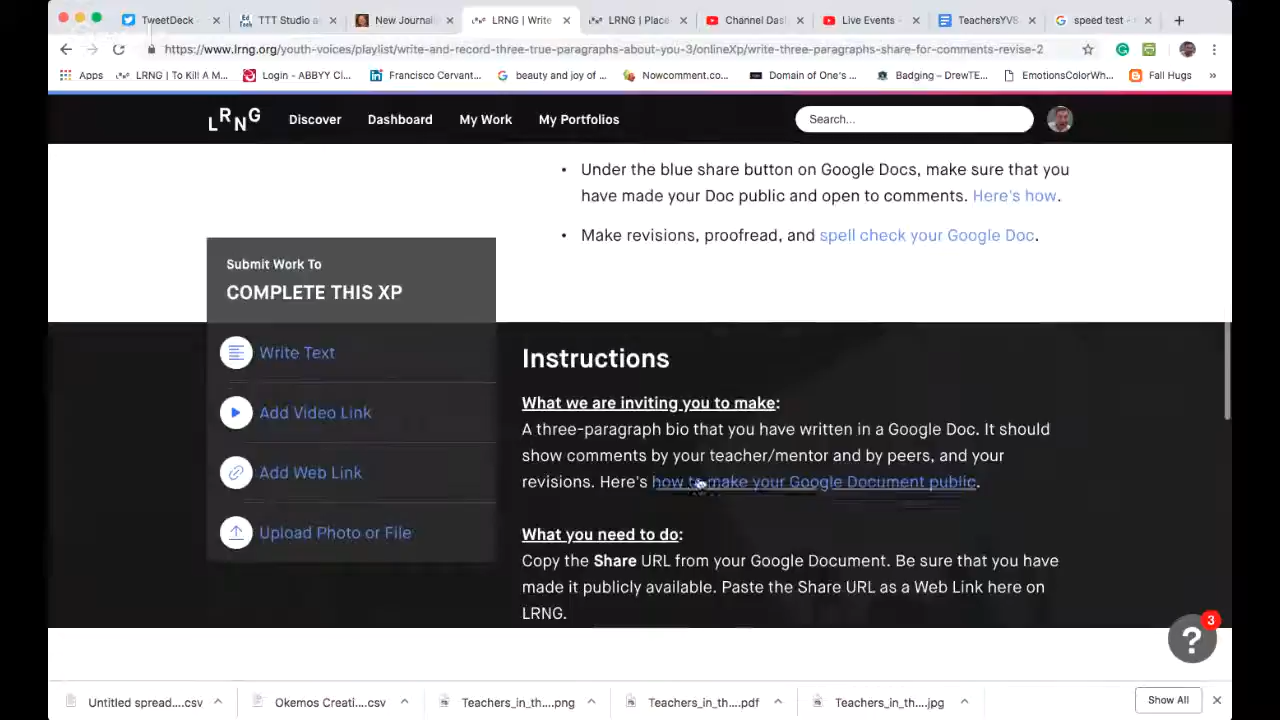 TweetDeck -
TTT Studio a
New Journali
LRNG | Write
LRNG | Place
Channel Das
Live Events -
TeachersYV8
speed test -
https://www.lrng.org/youth-voices/playlist/write-and-record-three-true-paragraphs-about-you-3/onlineXp/write-three-paragraphs-share-for-comments-revise-2
Apps
LRNG | To Kill A M...
Login - ABBYY Cl...
Francisco Cervant...
beauty and joy of ...
Nowcomment.co...
Domain of One's ...
Badging – DrewTE...
EmotionsColorWh...
Fall Hugs
»
LRNG
Discover
Dashboard
My Work
My Portfolios
Search...
• Under the blue share button on Google Docs, make sure that you
have made your Doc public and open to comments. Here's how.
• Make revisions, proofread, and spell check your Google Doc.
Submit Work To
COMPLETE THIS XP
Write Text
Add Video Link
Add Web Link
Upload Photo or File
Instructions
What we are inviting you to make:
A three-paragraph bio that you have written in a Google Doc. It should
show comments by your teacher/mentor and by peers, and your
revisions. Here's how to make your Google Document public.
What you need to do:
Copy the Share URL from your Google Document. Be sure that you have
made it publicly available. Paste the Share URL as a Web Link here on
LRNG.
?
3
Untitled spread....csv
Okemos Creati....csv
Teachers_in_th....png
Teachers_in_th....pdf
Teachers_in_th....jpg
Show All